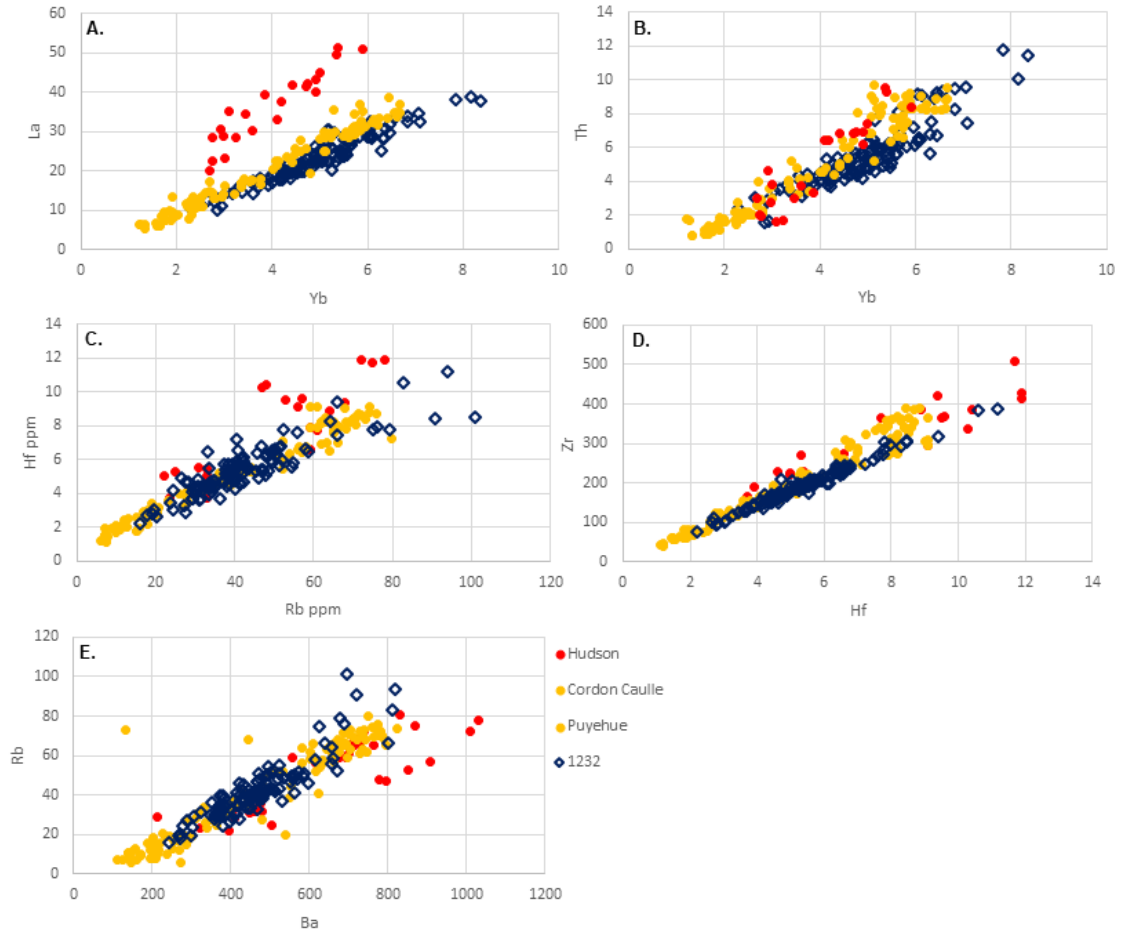 A.
60
50
40
30
20
10
0
La
0 2 4 6 8 10
Yb
B.
14
12
10
8
6
4
2
0
Th
0 2 4 6 8 10
Yb
C.
14
12
10
8
6
4
2
0
Hf ppm
0 20 40 60 80 100 120
Rb ppm
D.
600
500
400
300
200
100
0
Zr
0 2 4 6 8 10 12 14
Hf
E.
120
100
80
60
40
20
0
Rb
0 200 400 600 800 1000 1200
Ba
Hudson
Cordon Caulle
Puyehue
1232